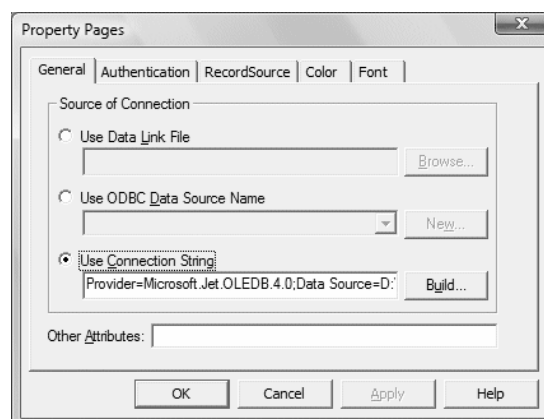 Property Pages
General Authentication RecordSource Color Font
Source of Connection
Use Data Link File
Browse...
Use ODBC Data Source Name
New...
Use Connection String
Provider=Microsoft.Jet.OLEDB.4.0;Data Source=D:
Build...
Other Attributes:
OK Cancel Apply Help